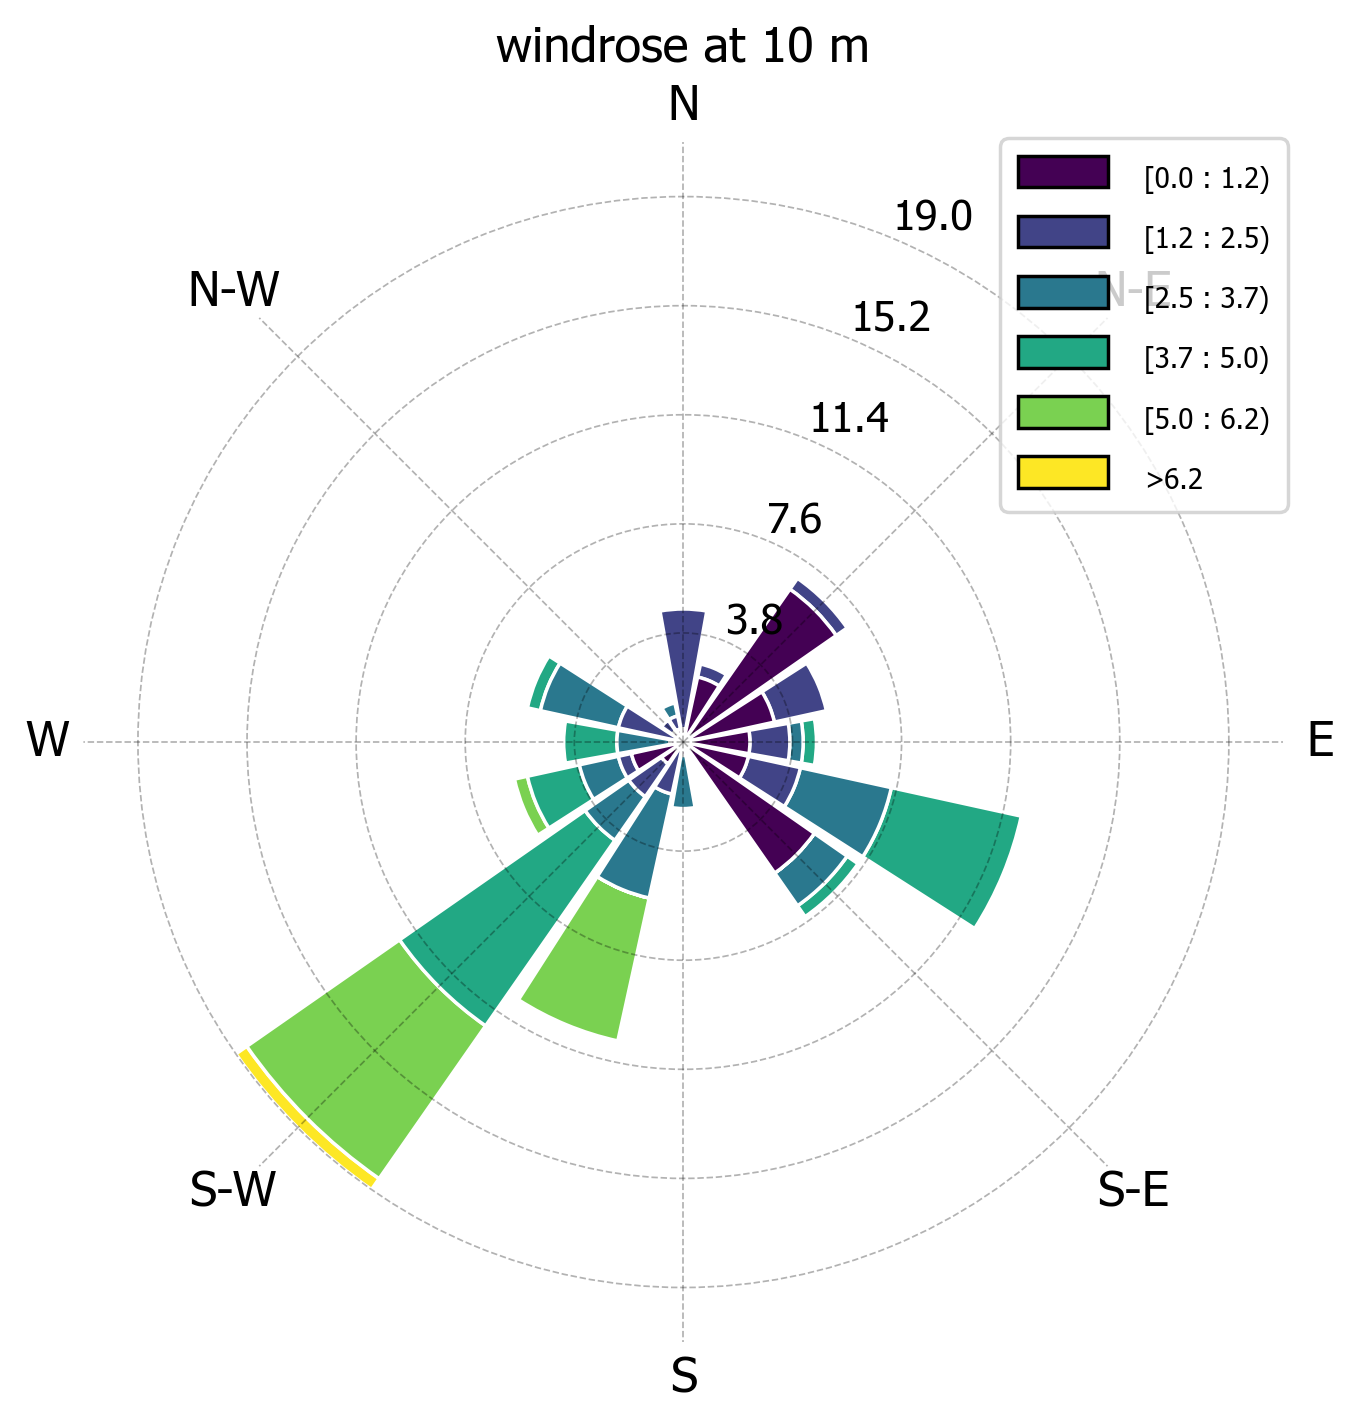 windrose at 10 m
N
[0.0 : 1.2)
[1.2 : 2.5)
[2.5 : 3.7)
[3.7 : 5.0)
[5.0 : 6.2)
>6.2
19.0
15.2
11.4
7.6
3.8
N-W
N-E
W
E
S-W
S-E
S